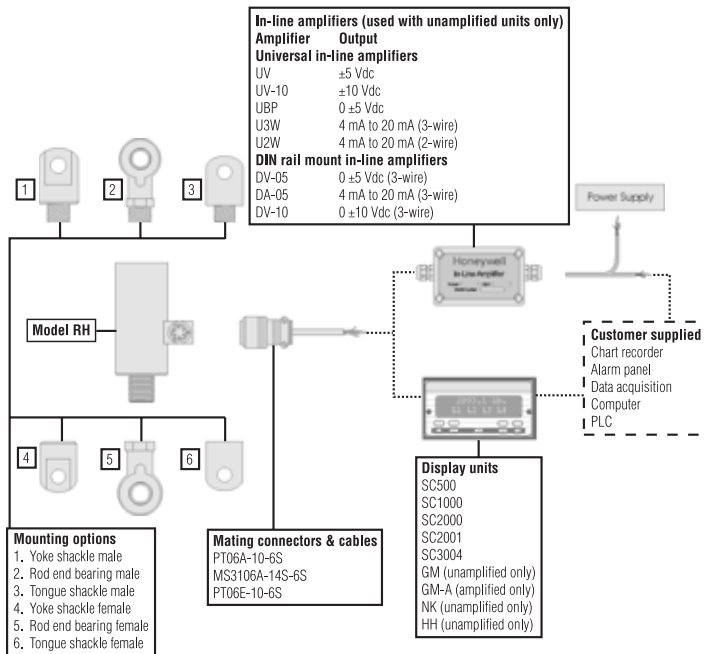 In-line amplifiers (used with unamplified units only)
Amplifier Output
Universal in-line amplifiers
UV ±5 Vdc
UV-10 ±10 Vdc
UBP 0 ±5 Vdc
U3W 4 mA to 20 mA (3-wire)
U2W 4 mA to 20 mA (2-wire)
DIN rail mount in-line amplifiers
DV-05 0 ±5 Vdc (3-wire)
DA-05 4 mA to 20 mA (3-wire)
DV-10 0 ±10 Vdc (3-wire)
1
2
3
Power Supply
Honeywell
In-Line Amplifier
Model RH
Customer supplied
Chart recorder
Alarm panel
Data acquisition
Computer
PLC
L1 L2 L3 L4
4
5
6
Mounting options
1. Yoke shackle male
2. Rod end bearing male
3. Tongue shackle male
4. Yoke shackle female
5. Rod end bearing female
6. Tongue shackle female
Mating connectors & cables
PT06A-10-6S
MS3106A-14S-6S
PT06E-10-6S
Display units
SC500
SC1000
SC2000
SC2001
SC3004
GM (unamplified only)
GM-A (amplified only)
NK (unamplified only)
HH (unamplified only)